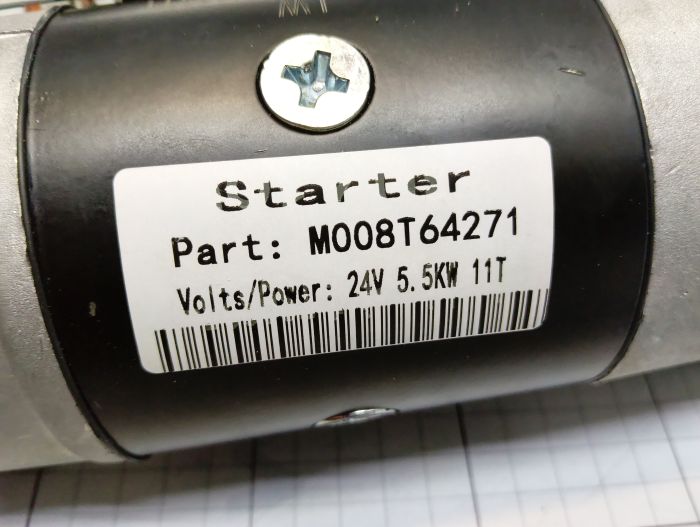 Starter
Part: M008T64271
Volts/Power: 24V 5.5KW 11T